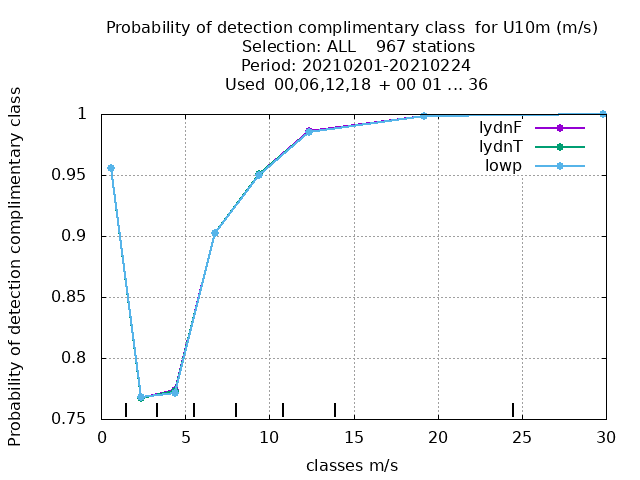 Probability of detection complimentary class  for U10m (m/s)
Selection: ALL    967 stations
Period: 20210201-20210224
Used  00,06,12,18  + 00 01 ... 36
Probability of detection complimentary class
1
0.95
0.9
0.85
0.8
0.75
lydnF
lydnT
lowp
0 5 10 15 20 25 30
classes m/s